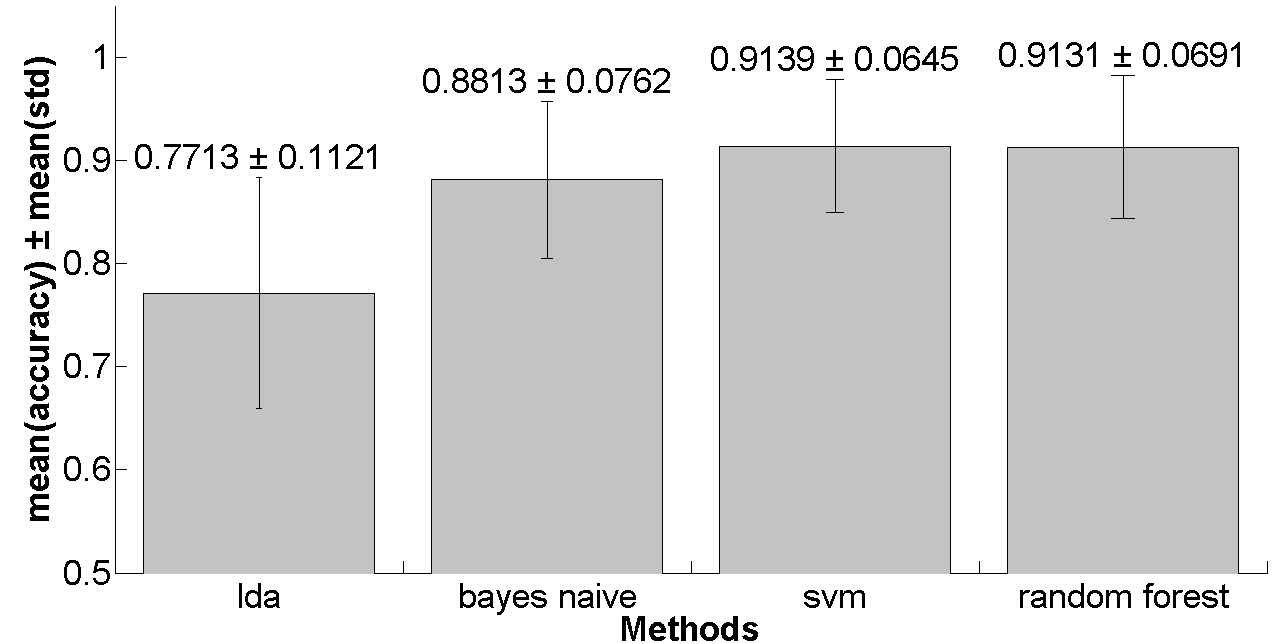 mean(accuracy) ± mean(std)
1
0.9
0.8
0.7
0.6
0.5
0.7713 ± 0.1121
0.8813 ± 0.0762
0.9139 ± 0.0645
0.9131 ± 0.0691
lda
bayes naive
svm
random forest
Methods